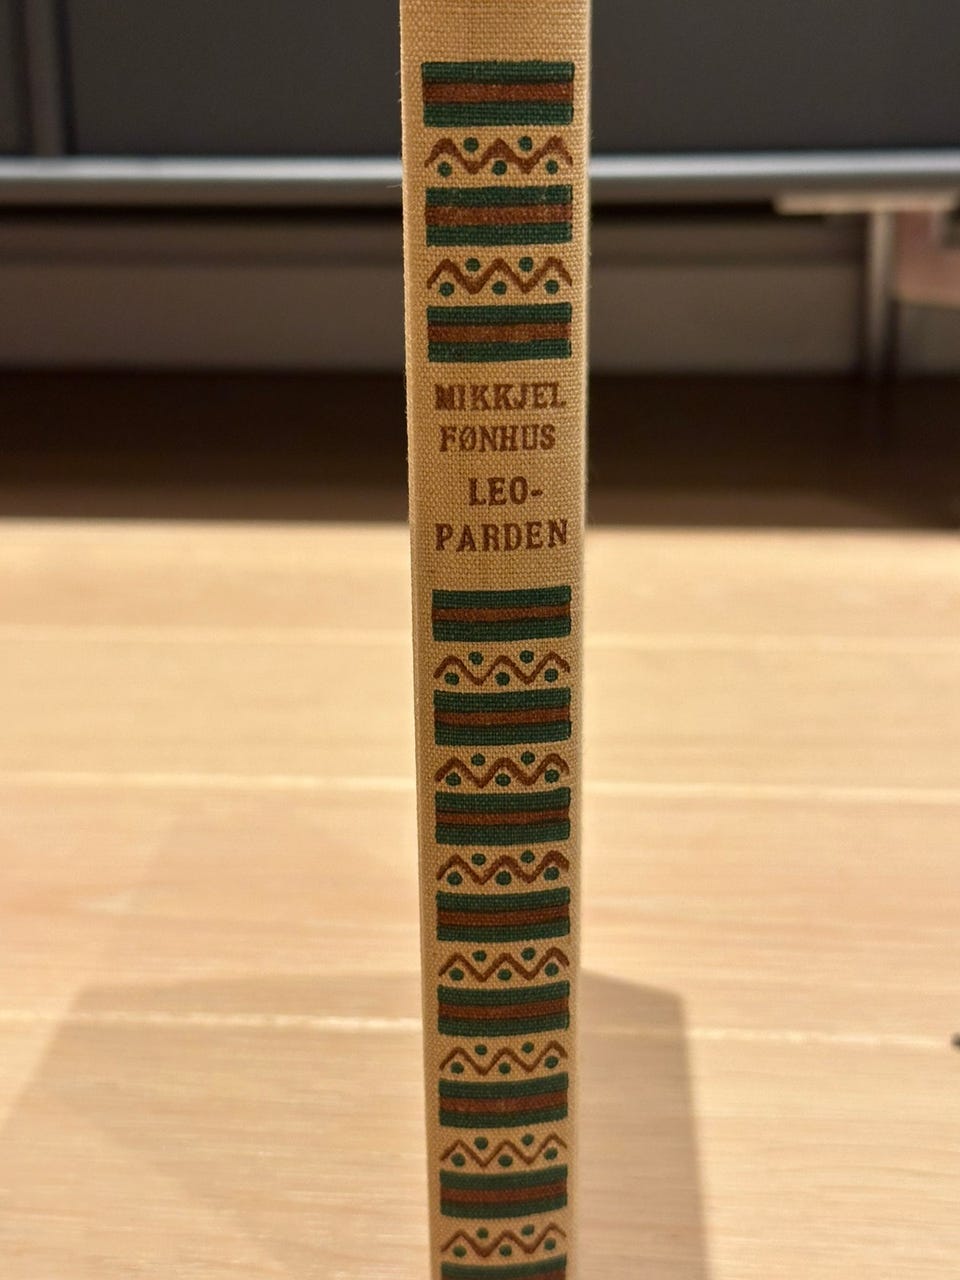 MIKKJEL
FØNHUS
LEO-
PARDEN